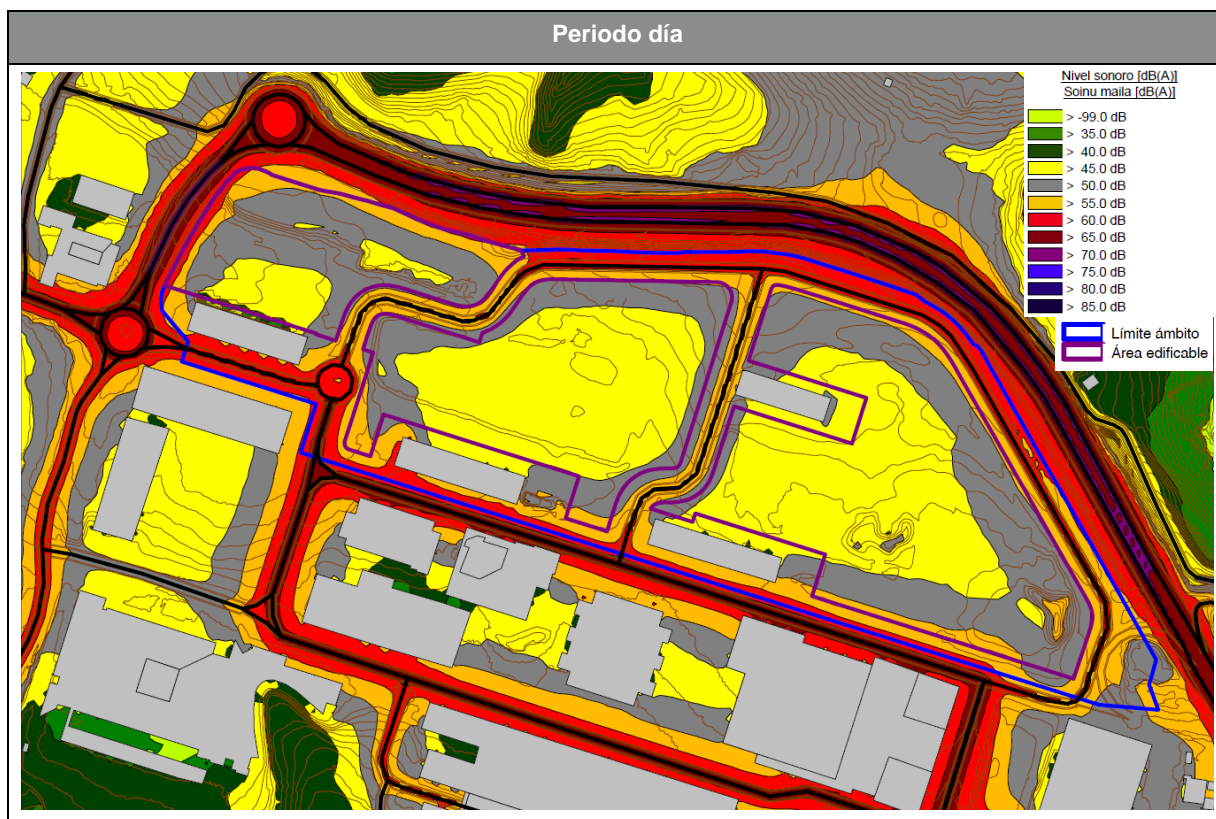 Periodo día
Nivel sonoro [dB(A)]
Soinu maila [dB(A)]
> -99.0 dB
> 35.0 dB
> 40.0 dB
> 45.0 dB
> 50.0 dB
> 55.0 dB
> 60.0 dB
> 65.0 dB
> 70.0 dB
> 75.0 dB
> 80.0 dB
> 85.0 dB
Límite ámbito
Área edificable